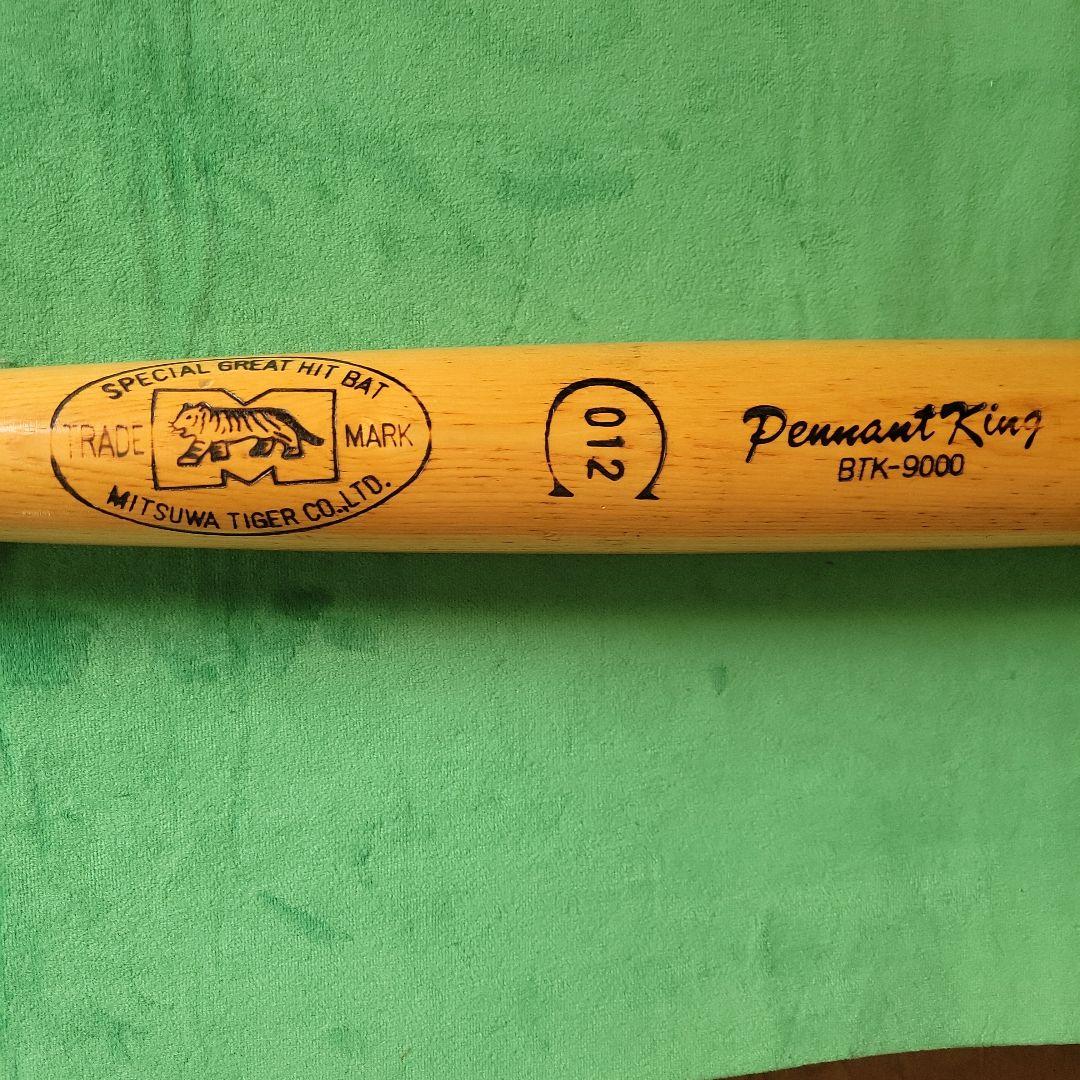 SPECIAL GREAT HIT BAT
TRADE MARK
MITSUWA TIGER CO.,LTD.
012
Pennant King
BTK-9000